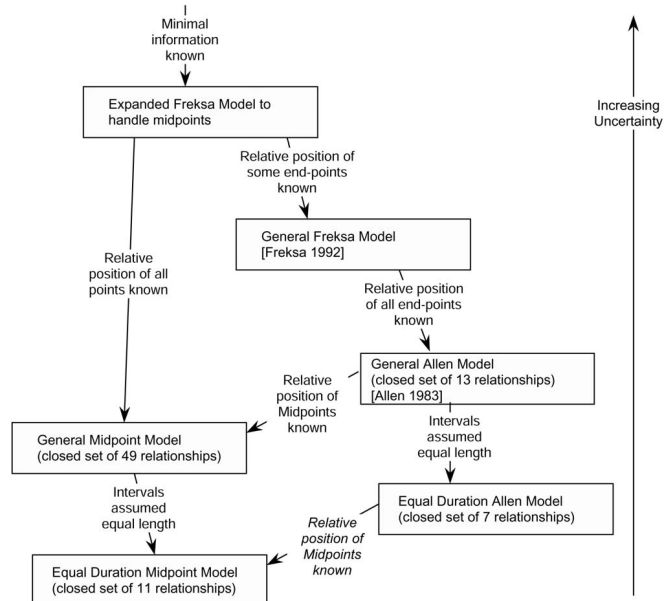 Minimal
information
known
Expanded Freksa Model to
handle midpoints
Increasing
Uncertainty
Relative position of
some end-points
known
General Freksa Model
[Freksa 1992]
Relative
position of all
points known
Relative position
of all end-points
known
General Allen Model
(closed set of 13 relationships)
[Allen 1983]
Relative
position of
Midpoints
known
General Midpoint Model
(closed set of 49 relationships)
Intervals
assumed
equal length
Intervals
assumed
equal length
Equal Duration Allen Model
(closed set of 7 relationships)
Relative
position of
Midpoints
known
Equal Duration Midpoint Model
(closed set of 11 relationships)